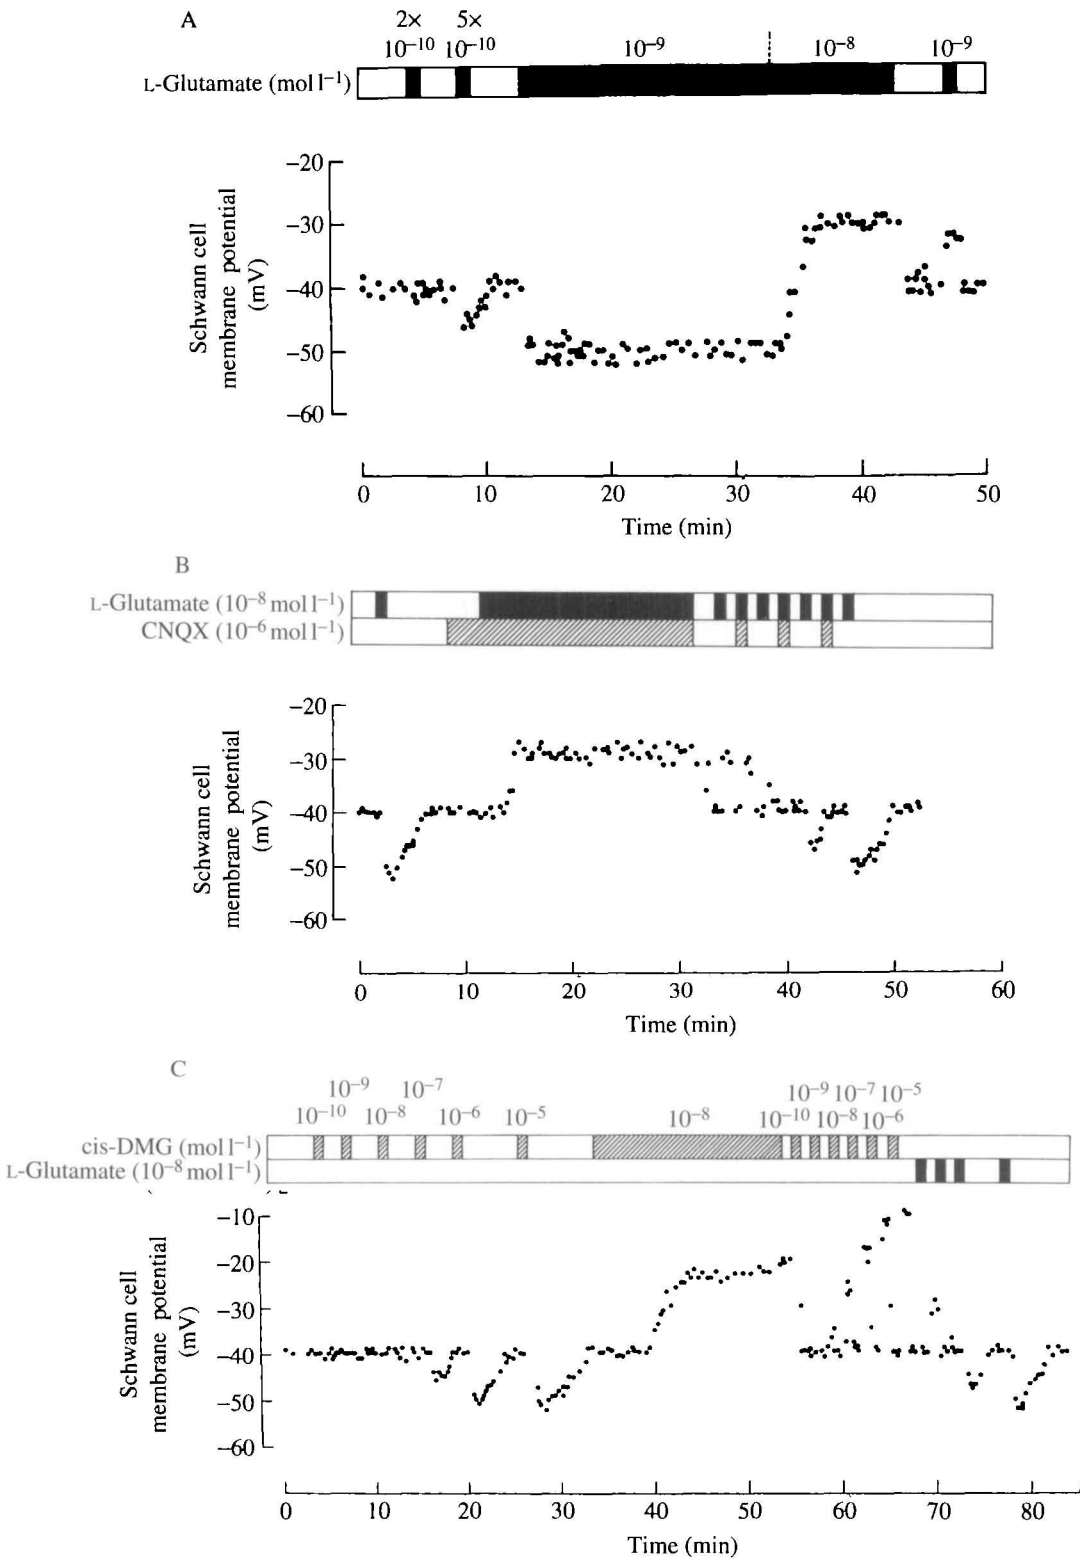 A
2× 5×
10⁻¹⁰ 10⁻¹⁰ 10⁻⁹ 10⁻⁸ 10⁻⁹
L-Glutamate (mol l⁻¹)
Schwann cell
membrane potential
(mV)
−20
−30
−40
−50
−60
0 10 20 30 40 50
Time (min)
B
L-Glutamate (10⁻⁸ mol l⁻¹)
CNQX (10⁻⁶ mol l⁻¹)
Schwann cell
membrane potential
(mV)
−20
−30
−40
−50
−60
0 10 20 30 40 50 60
Time (min)
C
10⁻⁹ 10⁻⁷ 10⁻⁹ 10⁻⁷ 10⁻⁵
10⁻¹⁰ 10⁻⁸ 10⁻⁶ 10⁻⁵ 10⁻⁸ 10⁻¹⁰ 10⁻⁸ 10⁻⁶
cis-DMG (mol l⁻¹)
L-Glutamate (10⁻⁸ mol l⁻¹)
Schwann cell
membrane potential
(mV)
−10
−20
−30
−40
−50
−60
0 10 20 30 40 50 60 70 80
Time (min)